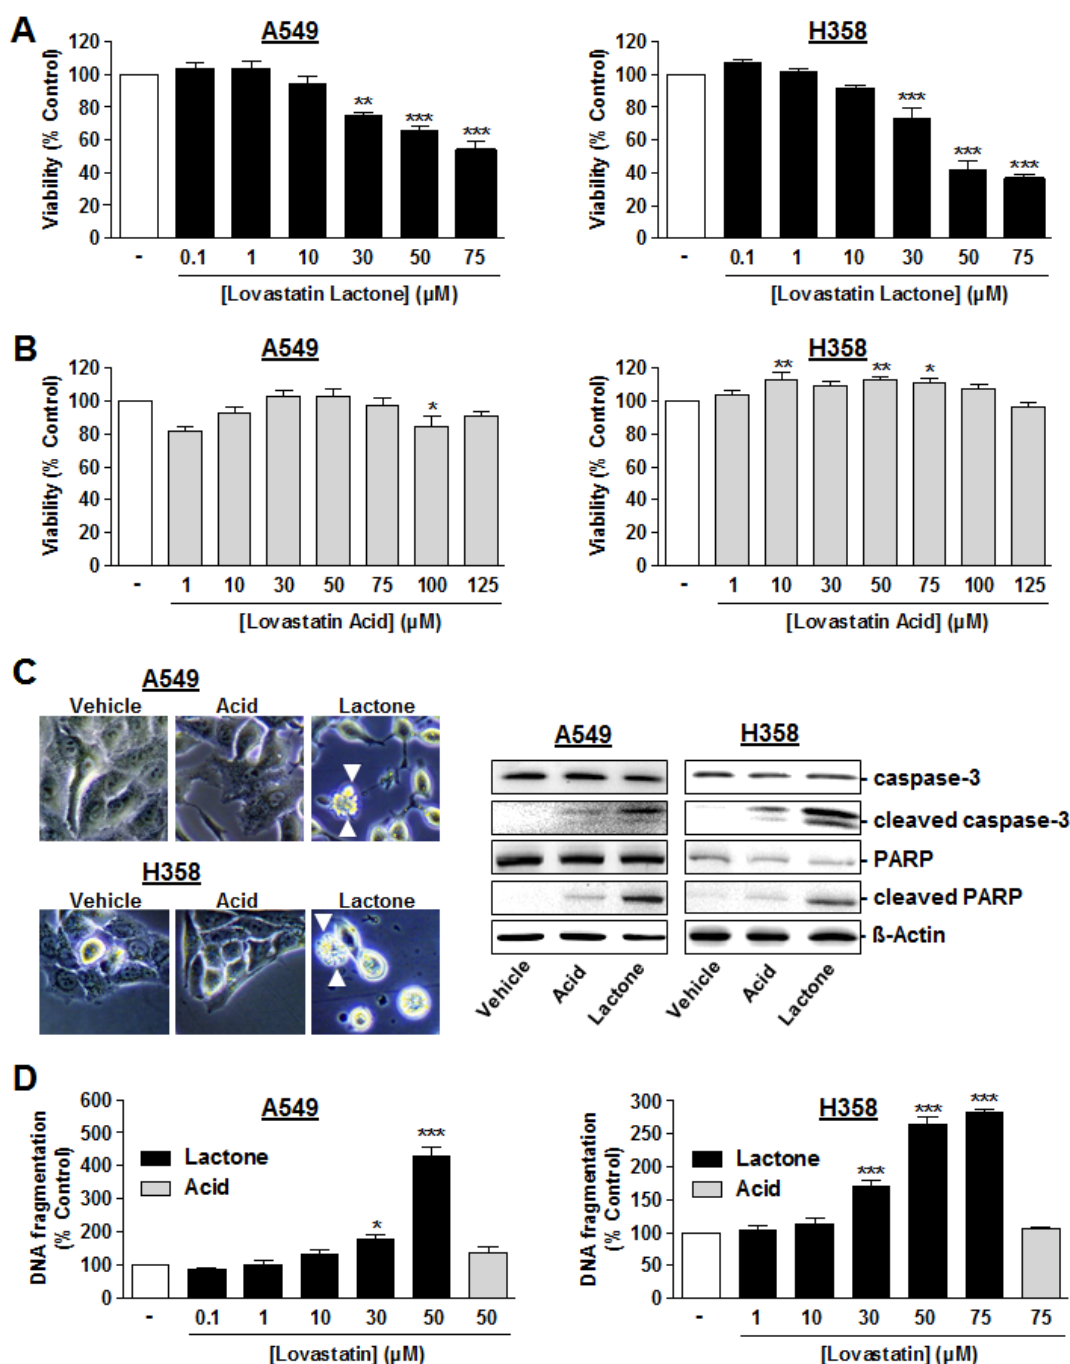 A
A549
H358
Viability (% Control)
120
100
80
60
40
20
0
** *** ***
- 0.1 1 10 30 50 75
[Lovastatin Lactone] (µM)
Viability (% Control)
120
100
80
60
40
20
0
*** *** ***
- 0.1 1 10 30 50 75
[Lovastatin Lactone] (µM)
B
A549
H358
Viability (% Control)
120
100
80
60
40
20
0
*
- 1 10 30 50 75 100 125
[Lovastatin Acid] (µM)
Viability (% Control)
120
100
80
60
40
20
0
** ** *
- 1 10 30 50 75 100 125
[Lovastatin Acid] (µM)
C
A549
Vehicle Acid Lactone
H358
Vehicle Acid Lactone
A549 H358
caspase-3
cleaved caspase-3
PARP
cleaved PARP
ß-Actin
Vehicle Acid Lactone Vehicle Acid Lactone
D
A549
H358
DNA fragmentation
(% Control)
600
500
400
300
200
100
0
Lactone
Acid
* ***
- 0.1 1 10 30 50 50
[Lovastatin] (µM)
DNA fragmentation
(% Control)
300
250
200
150
100
50
0
Lactone
Acid
*** *** ***
- 1 10 30 50 75 75
[Lovastatin] (µM)